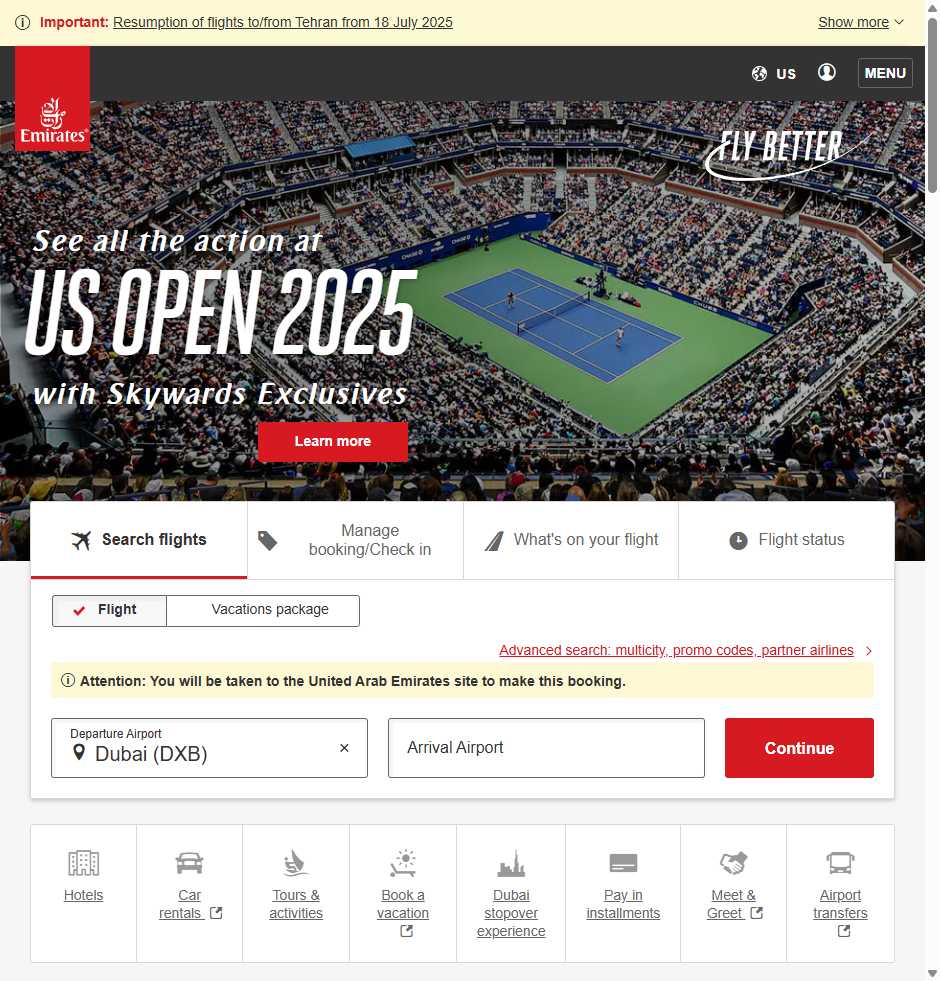 Important: Resumption of flights to/from Tehran from 18 July 2025
Show more
US
MENU
Emirates
FLY BETTER
See all the action at
US OPEN 2025
with Skywards Exclusives
Learn more
Search flights
Manage
booking/Check in
What's on your flight
Flight status
Flight
Vacations package
Advanced search: multicity, promo codes, partner airlines
Attention: You will be taken to the United Arab Emirates site to make this booking.
Departure Airport
Dubai (DXB)
Arrival Airport
Continue
Hotels
Car
rentals
Tours &
activities
Book a
vacation
Dubai
stopover
experience
Pay in
installments
Meet &
Greet
Airport
transfers